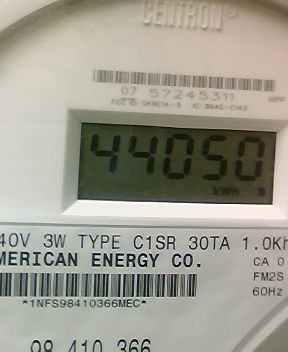 CENTRON®
07 57245311
44050
kWh
40V 3W TYPE C1SR 30TA 1.0Kh
MERICAN ENERGY CO.
CA 0
FM2S
60Hz
*1NFS98410366MEC*
98 410 366